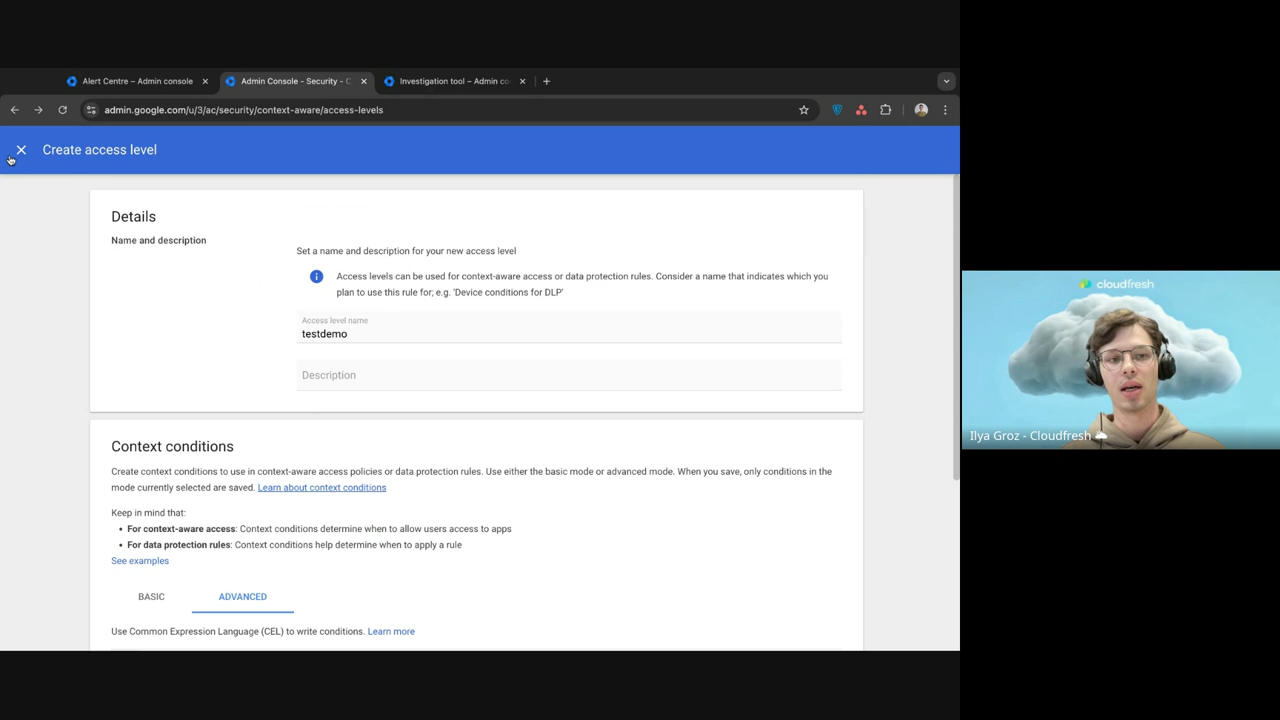 Alert Centre – Admin console
Admin Console - Security - C
Investigation tool – Admin co
admin.google.com/u/3/ac/security/context-aware/access-levels
Create access level
Details
Name and description
Set a name and description for your new access level
Access levels can be used for context-aware access or data protection rules. Consider a name that indicates which you
plan to use this rule for; e.g. 'Device conditions for DLP'
Access level name
testdemo
Description
Context conditions
Create context conditions to use in context-aware access policies or data protection rules. Use either the basic mode or advanced mode. When you save, only conditions in the
mode currently selected are saved. Learn about context conditions
Keep in mind that:
• For context-aware access: Context conditions determine when to allow users access to apps
• For data protection rules: Context conditions help determine when to apply a rule
See examples
BASIC
ADVANCED
Use Common Expression Language (CEL) to write conditions. Learn more
cloudfresh
Ilya Groz - Cloudfresh